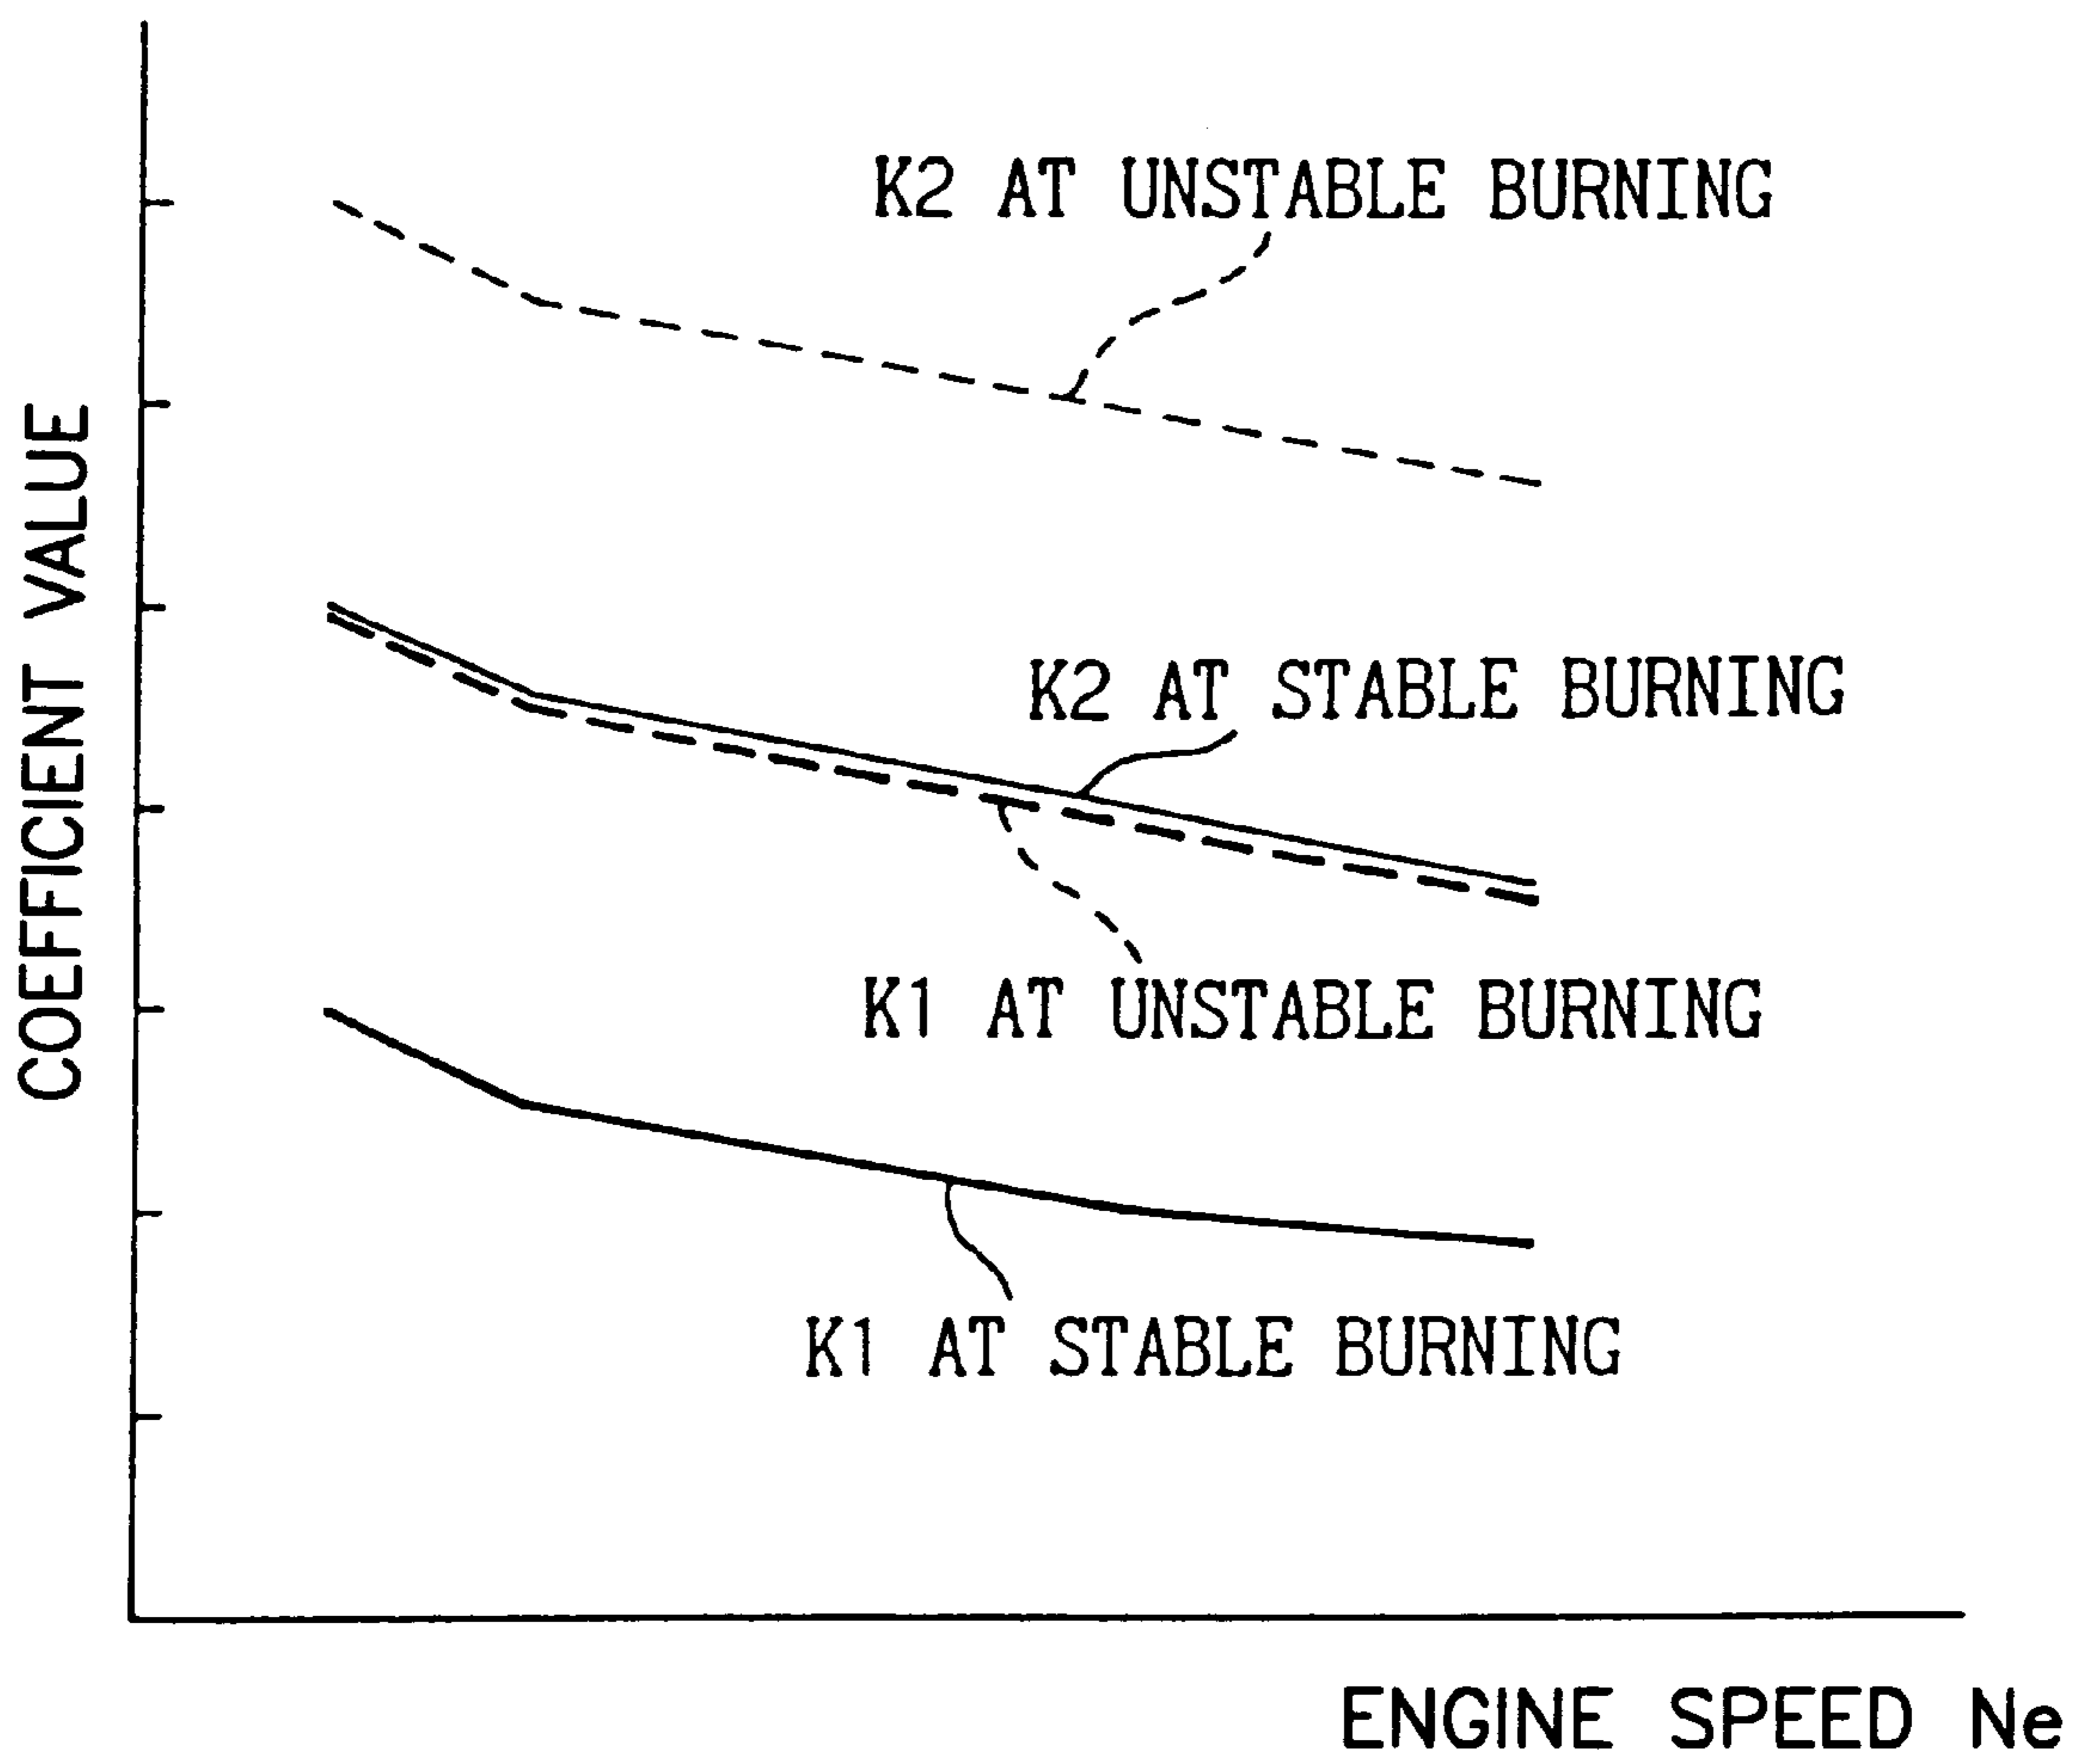 COEFFICIENT VALUE
K2 AT UNSTABLE BURNING
K2 AT STABLE BURNING
K1 AT UNSTABLE BURNING
K1 AT STABLE BURNING
ENGINE SPEED Ne